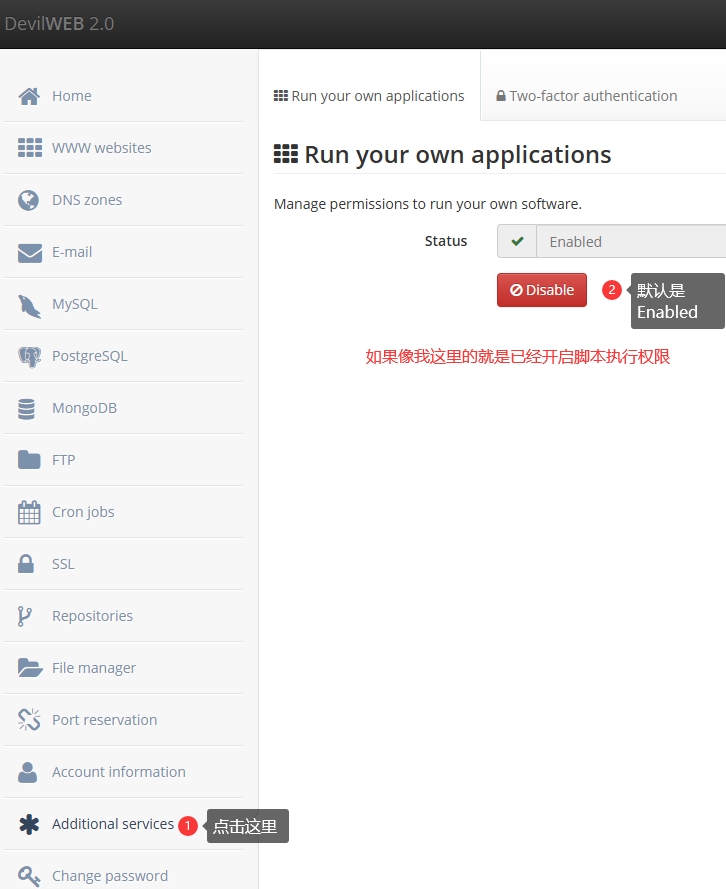 DevilWEB 2.0
Home
WWW websites
DNS zones
E-mail
MySQL
PostgreSQL
MongoDB
FTP
Cron jobs
SSL
Repositories
File manager
Port reservation
Account information
Additional services 1 点击这里
Change password
Run your own applications
Two-factor authentication
Run your own applications
Manage permissions to run your own software.
Status Enabled
Disable 2 默认是
Enabled
如果像我这里的就是已经开启脚本执行权限